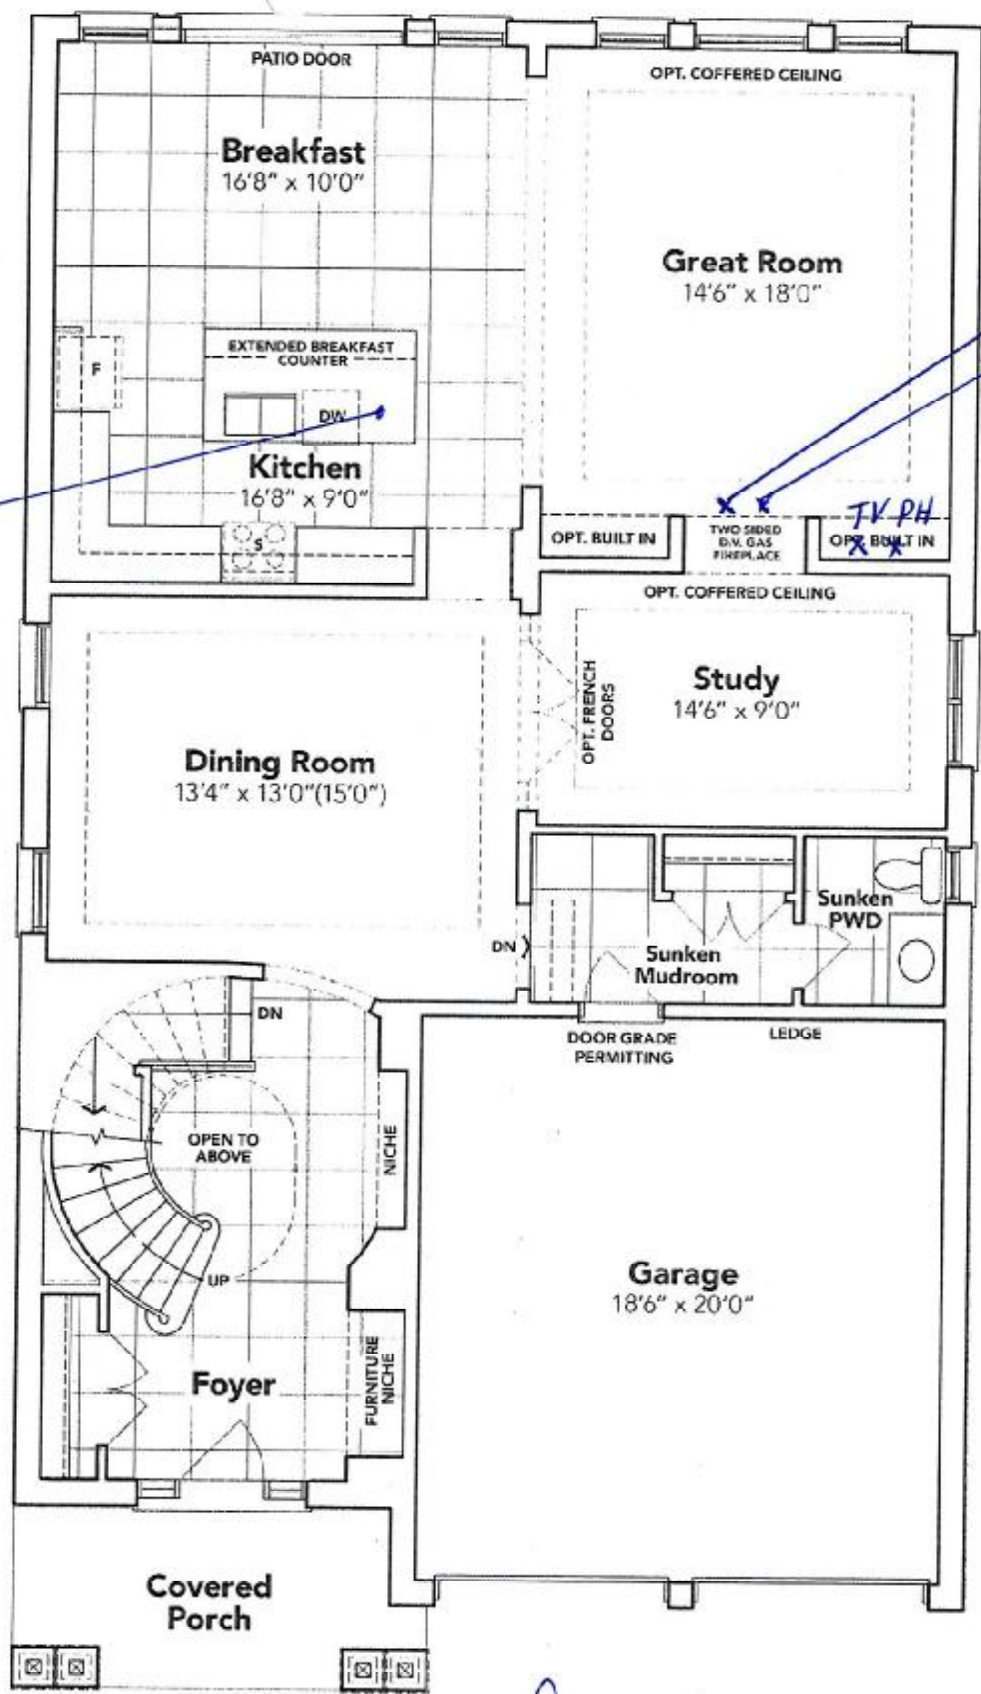 PATIO DOOR
OPT. COFFERED CEILING
Breakfast
16'8" x 10'0"
Great Room
14'6" x 18'0"
EXTENDED BREAKFAST
COUNTER
F
DW
Kitchen
16'8" x 9'0"
S
TV PH
OPT. BUILT IN
TWO SIDED
D.V. GAS
FIREPLACE
OPT. BUILT IN
OPT. COFFERED CEILING
OPT. FRENCH
DOORS
Study
14'6" x 9'0"
Dining Room
13'4" x 13'0"(15'0")
Sunken
PWD
DN
Sunken
Mudroom
DN
DOOR GRADE
PERMITTING
LEDGE
OPEN TO
ABOVE
NICHE
UP
Garage
18'6" x 20'0"
Foyer
FURNITURE
NICHE
Covered
Porch